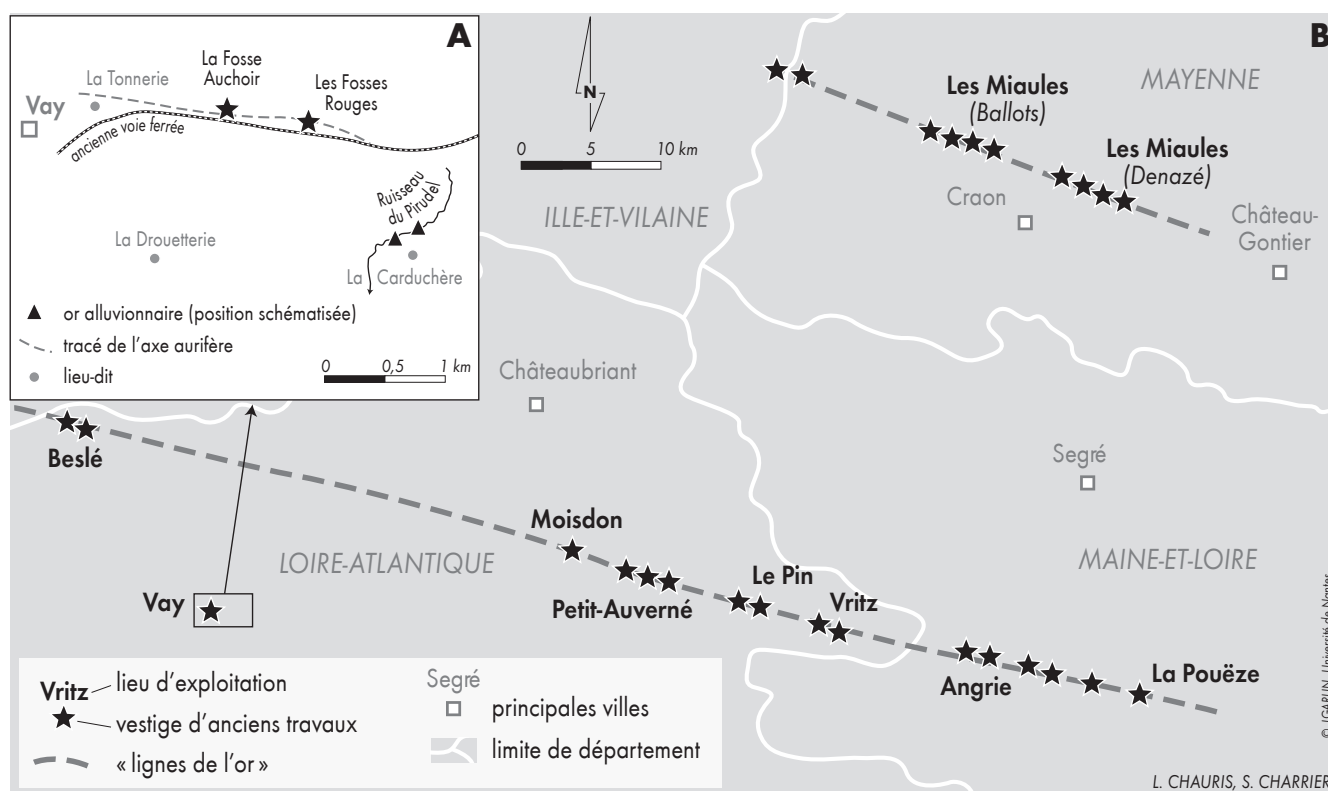 A
La Fosse
Auchoir
La Tonnerie
Les Fosses
Rouges
Vay
ancienne voie ferrée
Ruisseau
du Pirudel
La Drouetterie
La Carduchère
or alluvionnaire (position schématisée)
tracé de l'axe aurifère
lieu-dit
0 0,5 1 km
N
0 5 10 km
B
MAYENNE
Les Miaules
(Ballots)
Les Miaules
(Denazé)
Craon
Château-
Gontier
ILLE-ET-VILAINE
Châteaubriant
Segré
Beslé
Moisdon
LOIRE-ATLANTIQUE
MAINE-ET-LOIRE
Vay
Petit-Auverné
Le Pin
Vritz
Angrie
La Pouëze
Vritz lieu d'exploitation
vestige d'anciens travaux
« lignes de l'or »
Segré
principales villes
limite de département
© IGARUN, Université de Nantes
L. CHAURIS, S. CHARRIER